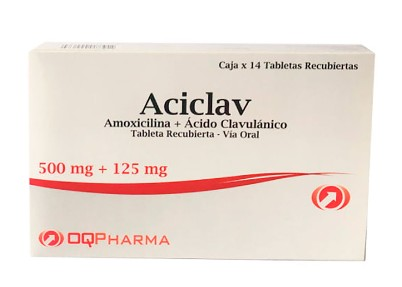 Caja x 14 Tabletas Recubiertas
Aciclav
Amoxicilina + Ácido Clavulánico
Tableta Recubierta - Vía Oral
500 mg + 125 mg
OQPHARMA